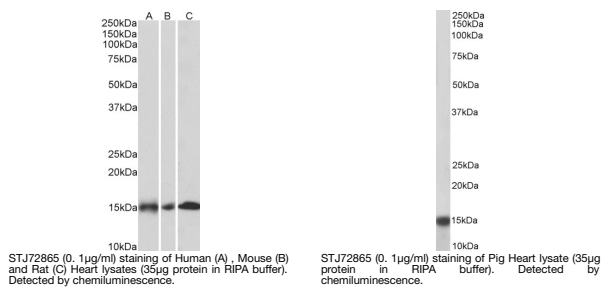 A B C
250kDa
150kDa
100kDa
75kDa
50kDa
37kDa
25kDa
20kDa
15kDa
10kDa
STJ72865 (0. 1µg/ml) staining of Human (A) , Mouse (B)
and Rat (C) Heart lysates (35µg protein in RIPA buffer).
Detected by chemiluminescence.
250kDa
150kDa
100kDa
75kDa
50kDa
37kDa
25kDa
20kDa
15kDa
10kDa
STJ72865 (0. 1µg/ml) staining of Pig Heart lysate (35µg
protein in RIPA buffer). Detected by
chemiluminescence.